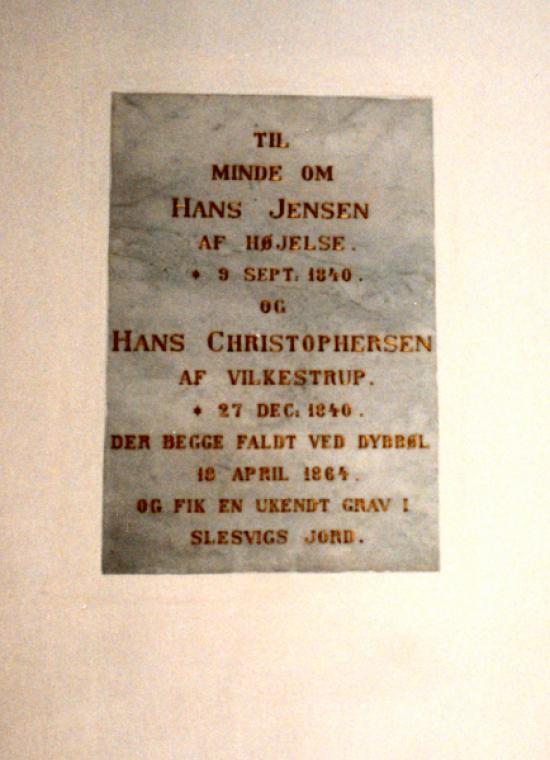 TIL
MINDE OM
HANS JENSEN
AF HØJELSE.
* 9 SEPT: 1840.
OG
HANS CHRISTOPHERSEN
AF VILKESTRUP.
* 27 DEC: 1840.
DER BEGGE FALDT VED DYBBØL
18 APRIL 1864.
OG FIK EN UKENDT GRAV I
SLESVIGS JORD.